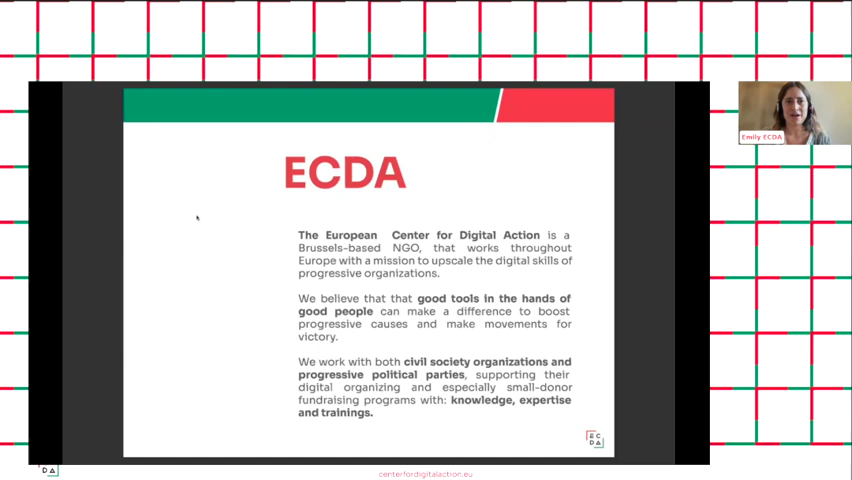 ECDA
The European Center for Digital Action is a
Brussels-based NGO, that works throughout
Europe with a mission to upscale the digital skills of
progressive organizations.
We believe that that good tools in the hands of
good people can make a difference to boost
progressive causes and make movements for
victory.
We work with both civil society organizations and
progressive political parties, supporting their
digital organizing and especially small-donor
fundraising programs with: knowledge, expertise
and trainings.
E C
D A
Emily ECDA
D A
centerfordigitalaction.eu